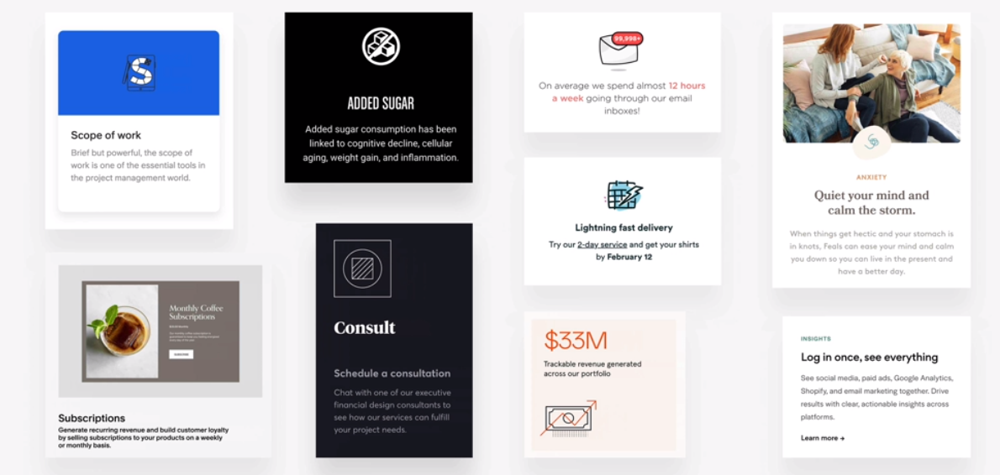 Scope of work
Brief but powerful, the scope of
work is one of the essential tools in
the project management world.
Monthly Coffee
Subscriptions
SUBSCRIBE
Subscriptions
Generate recurring revenue and build customer loyalty
by selling subscriptions to your products on a weekly
or monthly basis.
ADDED SUGAR
Added sugar consumption has been
linked to cognitive decline, cellular
aging, weight gain, and inflammation.
Consult
Schedule a consultation
Chat with one of our executive
financial design consultants to
see how our services can fulfill
your project needs.
99,998+
On average we spend almost 12 hours
a week going through our email
inboxes!
Lightning fast delivery
Try our 2-day service and get your shirts
by February 12
$33M
Trackable revenue generated
across our portfolio
ANXIETY
Quiet your mind and
calm the storm.
When things get hectic and your stomach is
in knots, Feals can ease your mind and calm
you down so you can live in the present and
have a better day.
INSIGHTS
Log in once, see everything
See social media, paid ads, Google Analytics,
Shopify, and email marketing together. Drive
results with clear, actionable insights across
platforms.
Learn more →